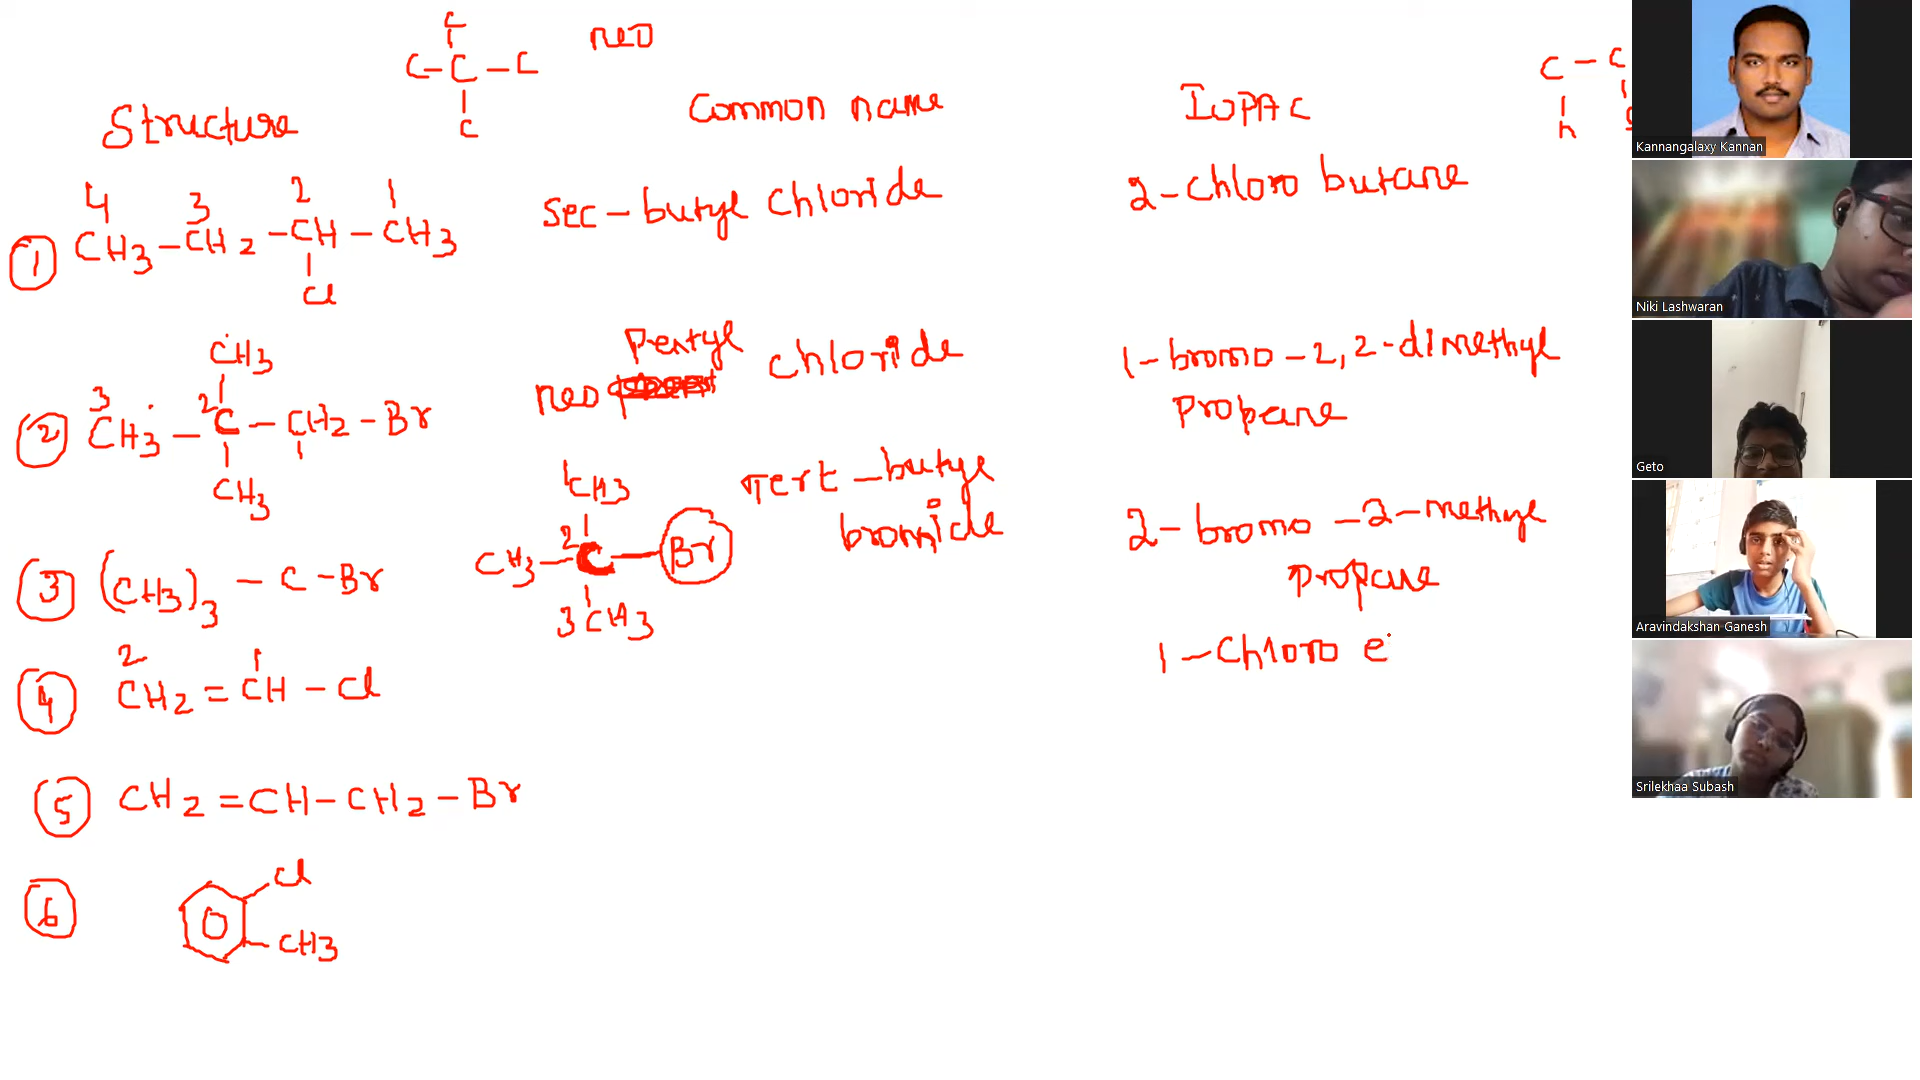 C
C - C - C
C
neo
C - C
h
Structure
Common name
IUPAC
4 3 2 1
① CH3 - CH2 - CH - CH3
Cl
sec - butyl chloride
2 - chloro butane
CH3
3 2
② CH3 - C - CH2 - Br
CH3
Pentyl
neo chloride
1 - bromo - 2, 2 - dimethyl
propane
③ (CH3)3 - C - Br
1CH3
2
CH3 - C - Br
3CH3
Tert - butyl
bromide
2 - bromo - 2 - methyl
propane
2 1
④ CH2 = CH - Cl
1 - Chloro e
⑤ CH2 = CH - CH2 - Br
⑥
Cl
CH3
Kannangalaxy Kannan
Niki Lashwaran
Geto
Aravindakshan Ganesh
Srilekhaa Subash